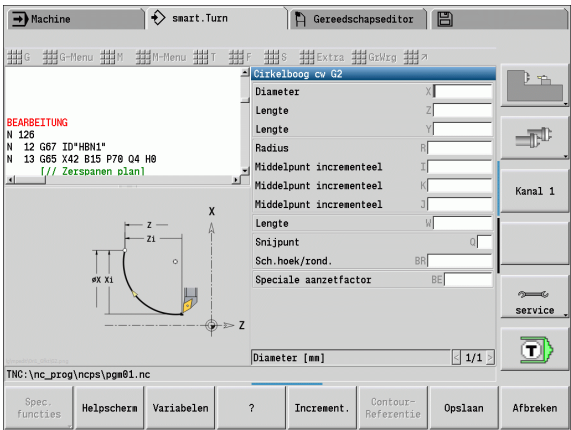 Machine
smart.Turn
Gereedschapseditor
G G-Menu M M-Menu T F S Extra GrWrg
Cirkelboog cw G2
Diameter X
Lengte Z
Lengte Y
Radius R
Middelpunt incrementeel I
Middelpunt incrementeel K
Middelpunt incrementeel J
Lengte W
Snijpunt Q
Sch.hoek/rond. BR
Speciale aanzetfactor BE
BEARBEITUNG
N 126
N 12 G67 ID"HBN1"
N 13 G65 X42 B15 P70 Q4 H0
[// Zerspanen plan]
X
Z
Zi
øX Xi
Z
Diameter [mm]
< 1/1 >
TNC:\nc_prog\ncps\pgm01.nc
Kanal 1
service
T
Spec. functies
Helpscherm
Variabelen
?
Increment.
Contour-Referentie
Opslaan
Afbreken